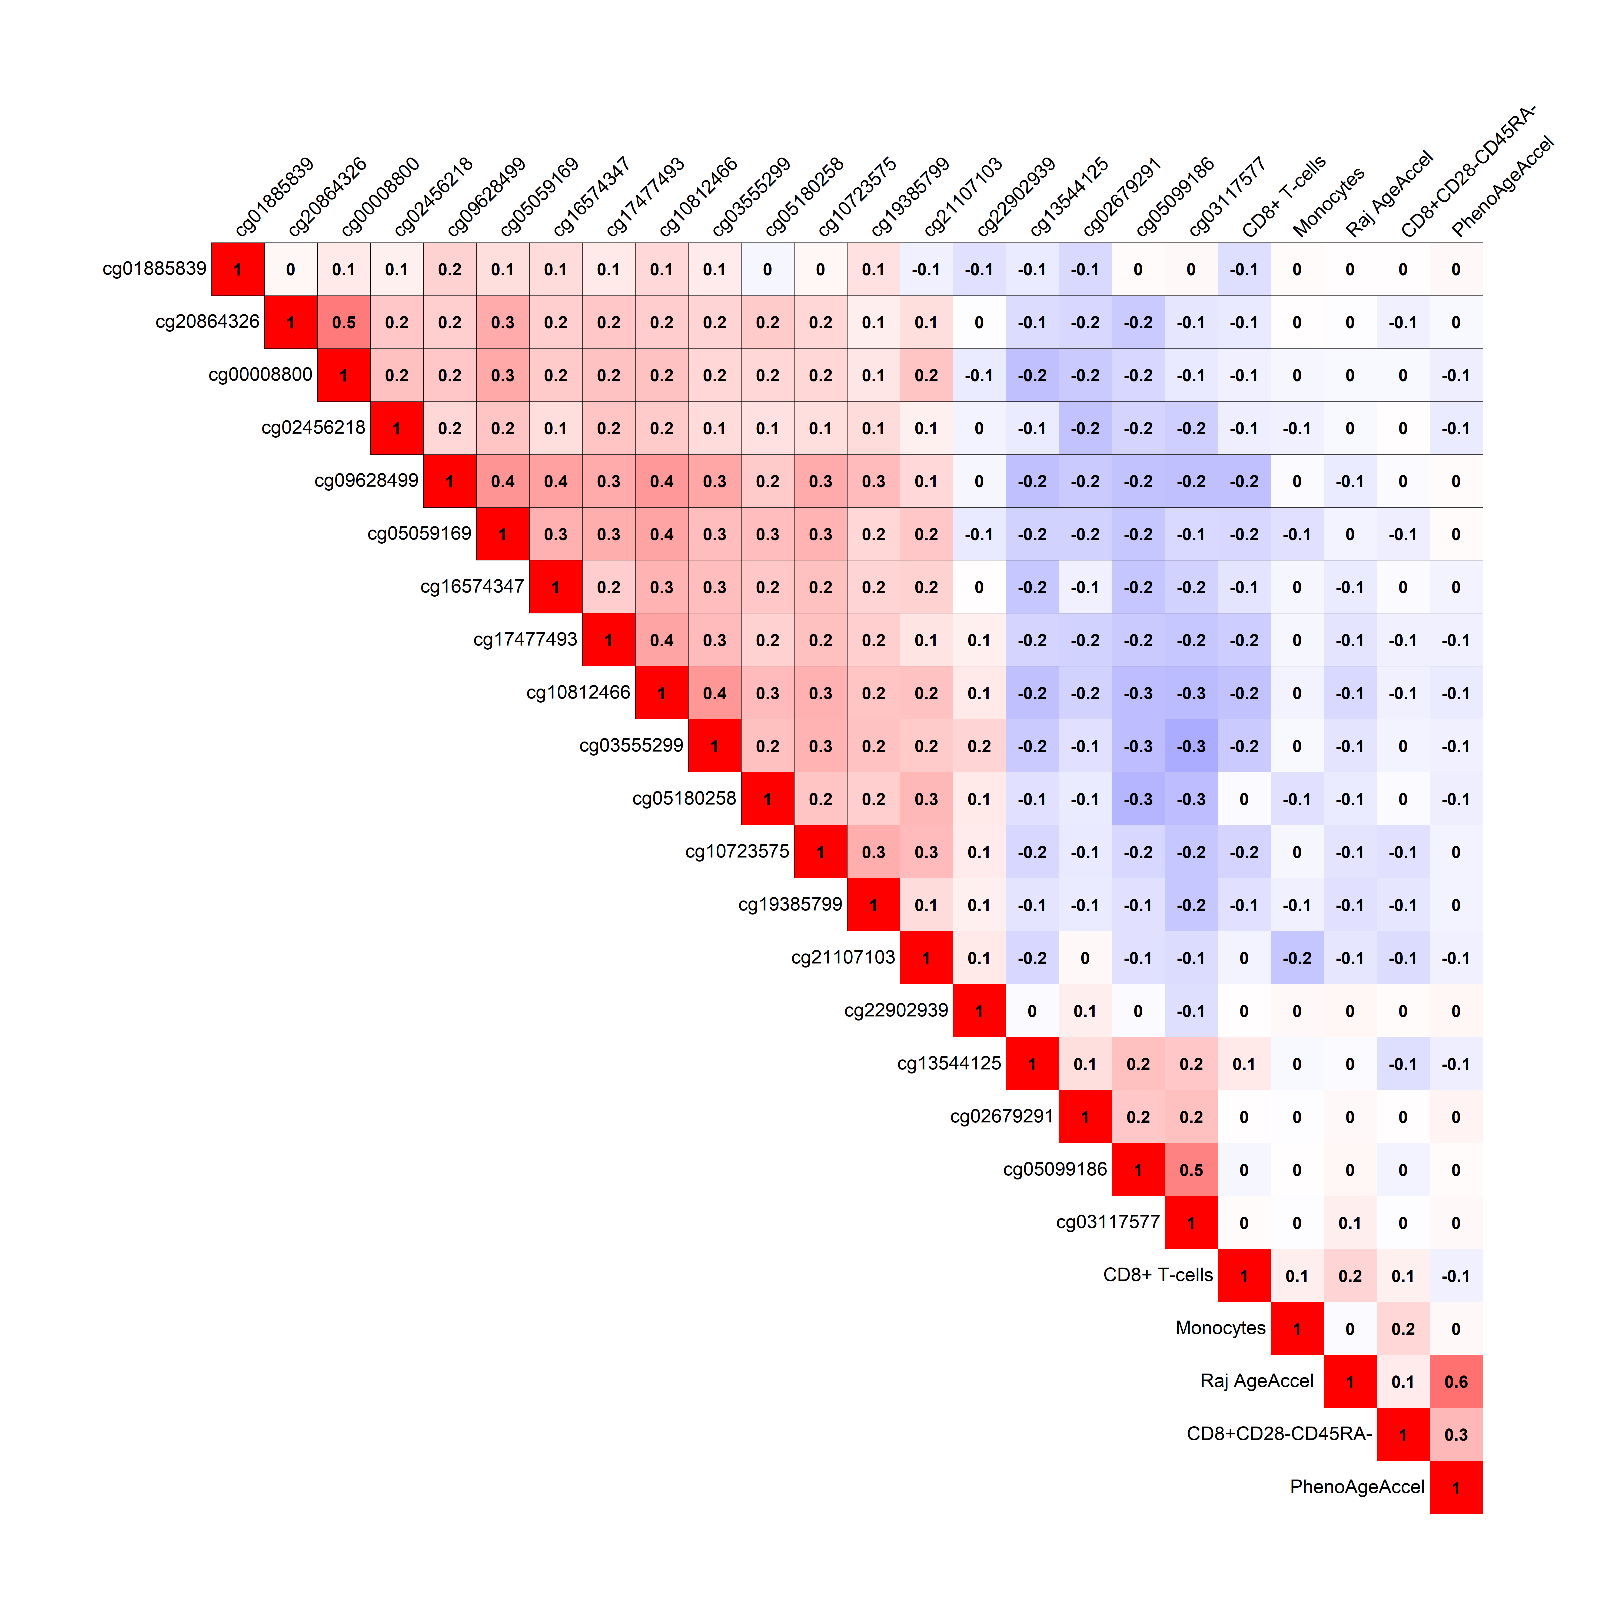 cg01885839 cg20864326 cg00008800 cg02456218 cg09628499 cg05059169 cg16574347 cg17477493 cg10812466 cg03555299 cg05180258 cg10723575 cg19385799 cg21107103 cg22902939 cg13544125 cg02679291 cg05099186 cg03117577 CD8+ T-cells Monocytes Raj AgeAccel CD8+CD28-CD45RA- PhenoAgeAccel
cg01885839 1 0 0.1 0.1 0.2 0.1 0.1 0.1 0.1 0.1 0 0 0.1 -0.1 -0.1 -0.1 -0.1 0 0 -0.1 0 0 0 0
cg20864326 1 0.5 0.2 0.2 0.3 0.2 0.2 0.2 0.2 0.2 0.2 0.1 0.1 0 -0.1 -0.2 -0.2 -0.1 -0.1 0 0 -0.1 0
cg00008800 1 0.2 0.2 0.3 0.2 0.2 0.2 0.2 0.2 0.2 0.1 0.2 -0.1 -0.2 -0.2 -0.2 -0.1 -0.1 0 0 0 -0.1
cg02456218 1 0.2 0.2 0.1 0.2 0.2 0.1 0.1 0.1 0.1 0.1 0 -0.1 -0.2 -0.2 -0.2 -0.1 -0.1 0 0 -0.1
cg09628499 1 0.4 0.4 0.3 0.4 0.3 0.2 0.3 0.3 0.1 0 -0.2 -0.2 -0.2 -0.2 -0.2 0 -0.1 0 0
cg05059169 1 0.3 0.3 0.4 0.3 0.3 0.3 0.2 0.2 -0.1 -0.2 -0.2 -0.2 -0.1 -0.2 -0.1 0 -0.1 0
cg16574347 1 0.2 0.3 0.3 0.2 0.2 0.2 0.2 0 -0.2 -0.1 -0.2 -0.2 -0.1 0 -0.1 0 0
cg17477493 1 0.4 0.3 0.2 0.2 0.2 0.1 0.1 -0.2 -0.2 -0.2 -0.2 -0.2 0 -0.1 -0.1 -0.1
cg10812466 1 0.4 0.3 0.3 0.2 0.2 0.1 -0.2 -0.2 -0.3 -0.3 -0.2 0 -0.1 -0.1 -0.1
cg03555299 1 0.2 0.3 0.2 0.2 0.2 -0.2 -0.1 -0.3 -0.3 -0.2 0 -0.1 0 -0.1
cg05180258 1 0.2 0.2 0.3 0.1 -0.1 -0.1 -0.3 -0.3 0 -0.1 -0.1 0 -0.1
cg10723575 1 0.3 0.3 0.1 -0.2 -0.1 -0.2 -0.2 -0.2 0 -0.1 -0.1 0
cg19385799 1 0.1 0.1 -0.1 -0.1 -0.1 -0.2 -0.1 -0.1 -0.1 -0.1 0
cg21107103 1 0.1 -0.2 0 -0.1 -0.1 0 -0.2 -0.1 -0.1 -0.1
cg22902939 1 0 0.1 0 -0.1 0 0 0 0 0
cg13544125 1 0.1 0.2 0.2 0.1 0 0 -0.1 -0.1
cg02679291 1 0.2 0.2 0 0 0 0 0
cg05099186 1 0.5 0 0 0 0 0
cg03117577 1 0 0 0.1 0 0
CD8+ T-cells 1 0.1 0.2 0.1 -0.1
Monocytes 1 0 0.2 0
Raj AgeAccel 1 0.1 0.6
CD8+CD28-CD45RA- 1 0.3
PhenoAgeAccel 1